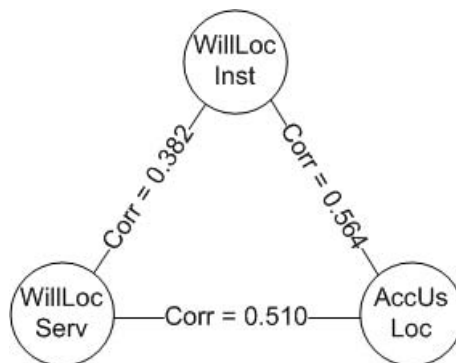 WillLoc
Inst
Corr = 0.382
Corr = 0.564
WillLoc
Serv
Corr = 0.510
AccUs
Loc